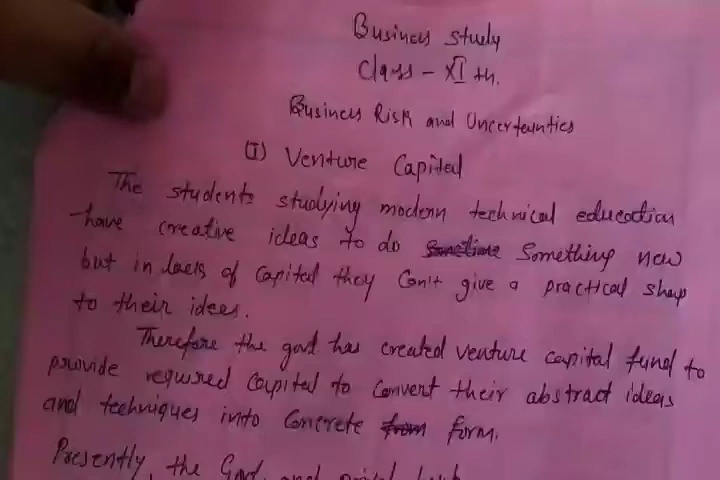 Business Study
Class - XI th.
Business Risk and Uncerteunties
(I) Venture Capital
The students studying modern technical education
have creative ideas to do Something new
but in lack of Capital they Can't give a practical shap
to their idees.
Therefore the govt has created venture capital fund to
provide required Capital to Convert their abstract ideas
and techniques into Concrete form.
Presently, the Govt and